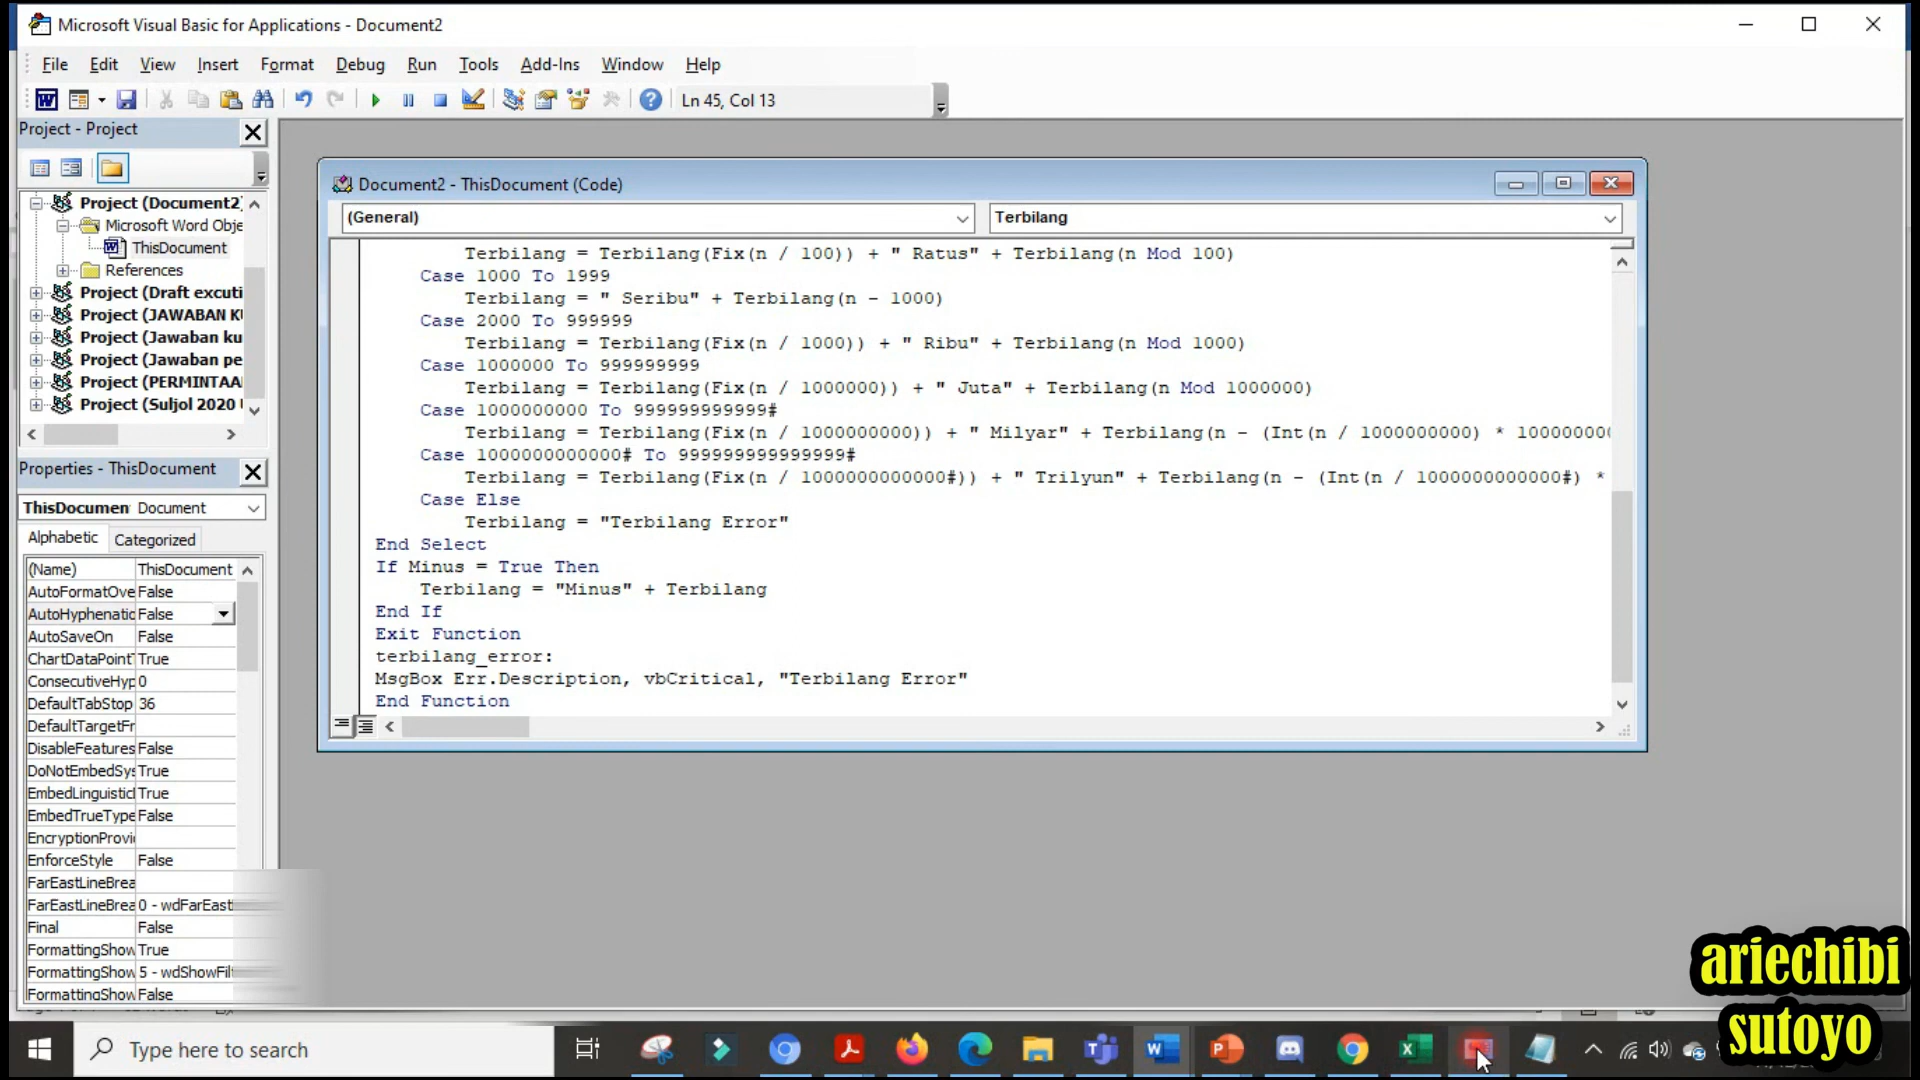 Microsoft Visual Basic for Applications - Document2
File Edit View Insert Format Debug Run Tools Add-Ins Window Help
Ln 45, Col 13
Project - Project
Project (Document2)
Microsoft Word Obje
ThisDocument
References
Project (Draft excuti
Project (JAWABAN KU
Project (Jawaban ku
Project (Jawaban pe
Project (PERMINTAA
Project (Suljol 2020
Properties - ThisDocument
ThisDocumen Document
Alphabetic Categorized
(Name) ThisDocument
AutoFormatOve False
AutoHyphenatic False
AutoSaveOn False
ChartDataPoint True
ConsecutiveHyp 0
DefaultTabStop 36
DefaultTargetFr
DisableFeatures False
DoNotEmbedSys True
EmbedLinguistic True
EmbedTrueType False
EncryptionProvi
EnforceStyle False
FarEastLineBrea
FarEastLineBrea 0 - wdFarEast
Final False
FormattingShow True
FormattingShow 5 - wdShowFil
FormattingShow False
Document2 - ThisDocument (Code)
(General) Terbilang
Terbilang = Terbilang(Fix(n / 100)) + " Ratus" + Terbilang(n Mod 100)
Case 1000 To 1999
Terbilang = " Seribu" + Terbilang(n - 1000)
Case 2000 To 999999
Terbilang = Terbilang(Fix(n / 1000)) + " Ribu" + Terbilang(n Mod 1000)
Case 1000000 To 999999999
Terbilang = Terbilang(Fix(n / 1000000)) + " Juta" + Terbilang(n Mod 1000000)
Case 1000000000 To 999999999999#
Terbilang = Terbilang(Fix(n / 1000000000)) + " Milyar" + Terbilang(n - (Int(n / 1000000000) * 100000000
Case 1000000000000# To 999999999999999#
Terbilang = Terbilang(Fix(n / 1000000000000#)) + " Trilyun" + Terbilang(n - (Int(n / 1000000000000#) *
Case Else
Terbilang = "Terbilang Error"
End Select
If Minus = True Then
Terbilang = "Minus" + Terbilang
End If
Exit Function
terbilang_error:
MsgBox Err.Description, vbCritical, "Terbilang Error"
End Function
Type here to search
ariechibi
sutoyo